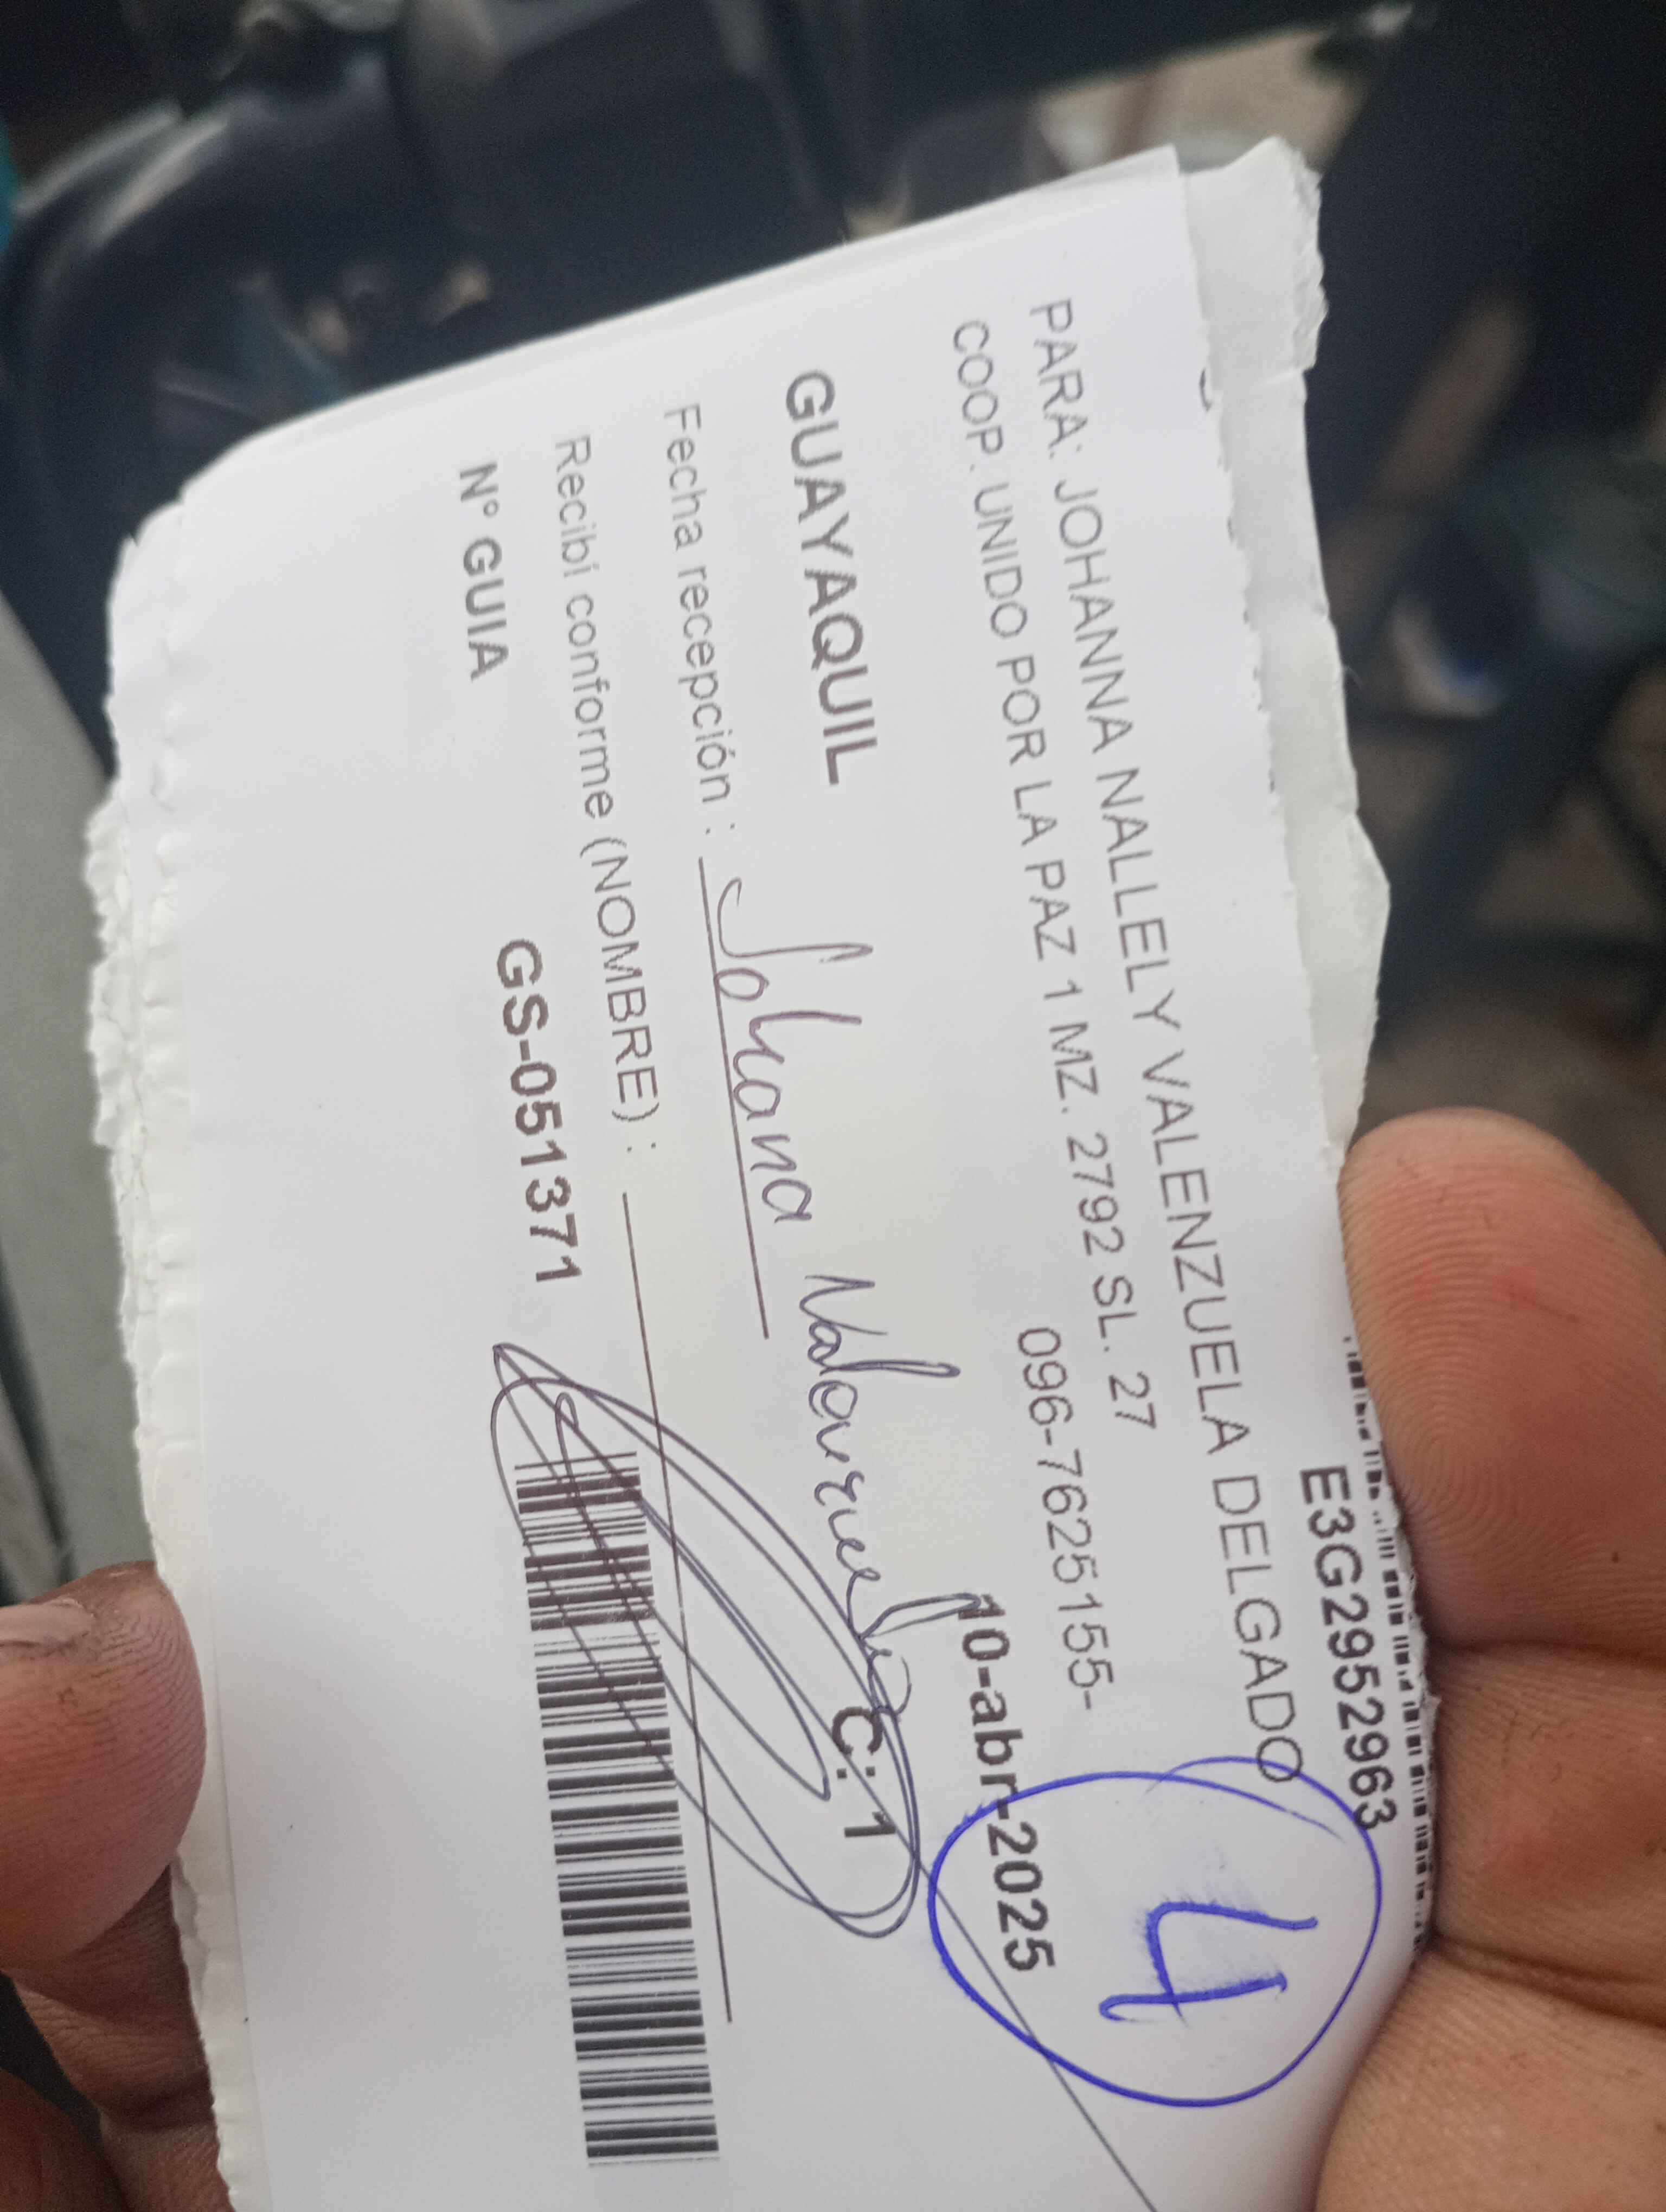 E3G2952963
PARA: JOHANNA NALLELY VALENZUELA DELGADO
COOP. UNIDO POR LA PAZ 1 MZ. 2792 SL. 27
096-7625155-
4
10-abr-2025
GUAYAQUIL
C: 1
Fecha recepción : Johana
Recibí conforme (NOMBRE) :
N° GUIA GS-051371